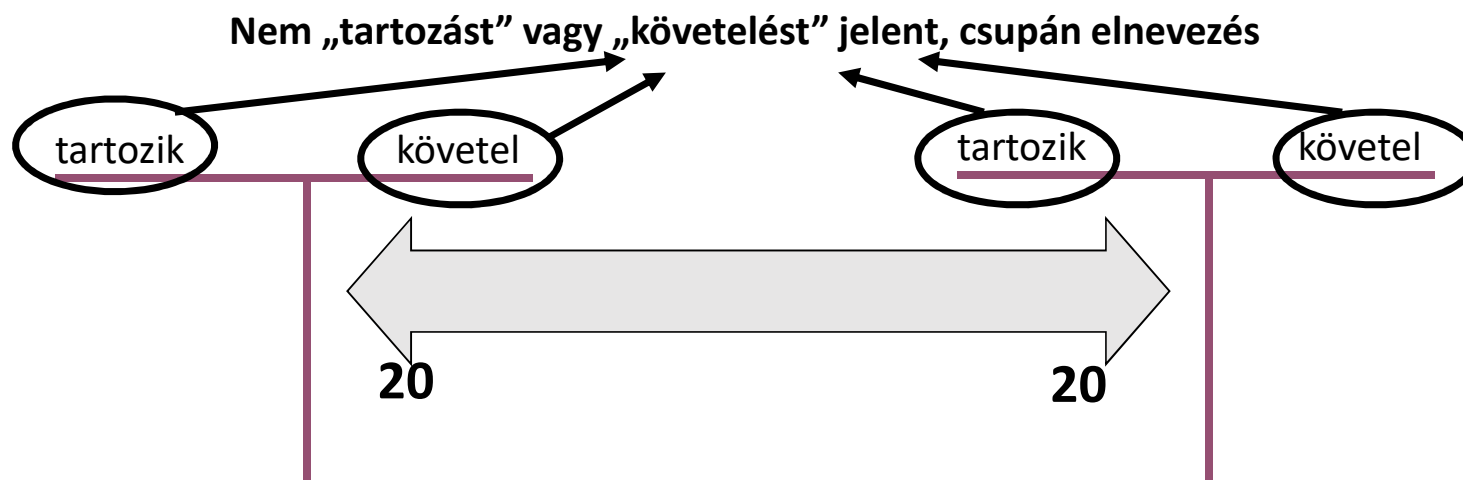 Nem „tartozást” vagy „követelést” jelent, csupán elnevezés
tartozik követel tartozik követel
20 20